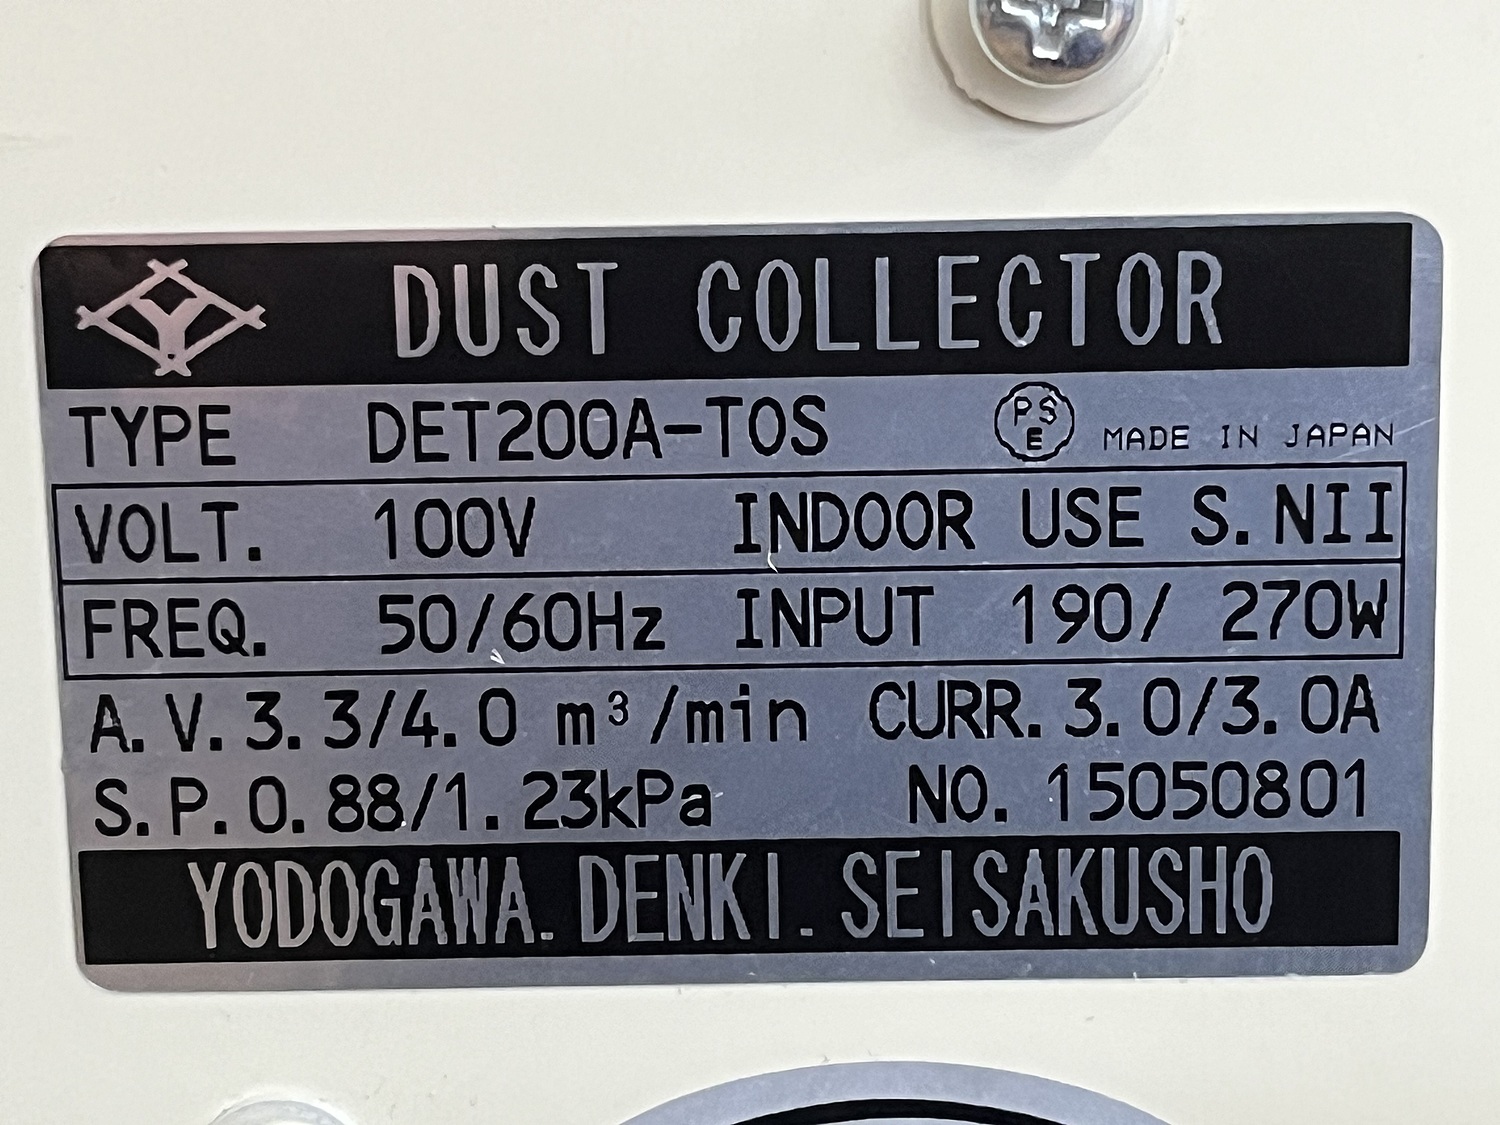 DUST COLLECTOR
TYPE DET200A-TOS PSE MADE IN JAPAN
VOLT. 100V INDOOR USE S.NII
FREQ. 50/60Hz INPUT 190/ 270W
A.V.3.3/4.0 m³/min CURR.3.0/3.0A
S.P.0.88/1.23kPa NO.15050801
YODOGAWA.DENKI.SEISAKUSHO